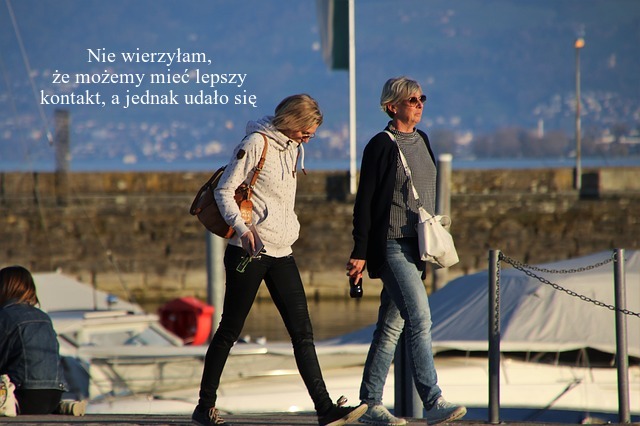 Nie wierzyłam,
że możemy mieć lepszy
kontakt, a jednak udało się